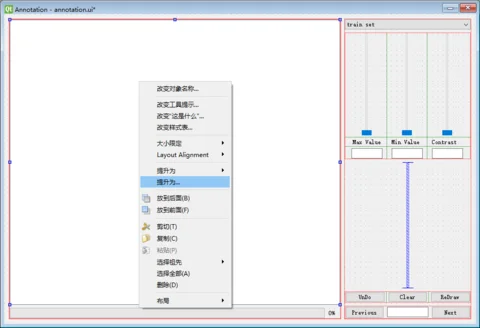 Annotation - annotation.ui*
train set
改变对象名称...
改变工具提示...
改变“这是什么”...
改变样式表...
大小限定
Layout Alignment
提升为
提升为...
放到后面(B)
放到前面(F)
剪切(T)
复制(C)
粘贴(P)
选择祖先
选择全部(A)
删除(D)
布局
Max Value Min Value Contrast
UnDo Clear ReDraw
0% Previous Next